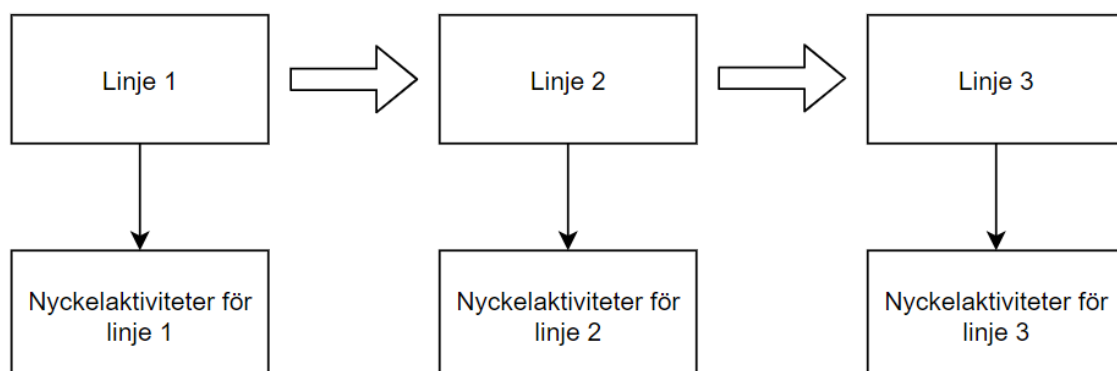 Linje 1
Linje 2
Linje 3
Nyckelaktiviteter för
linje 1
Nyckelaktiviteter för
linje 2
Nyckelaktiviteter för
linje 3